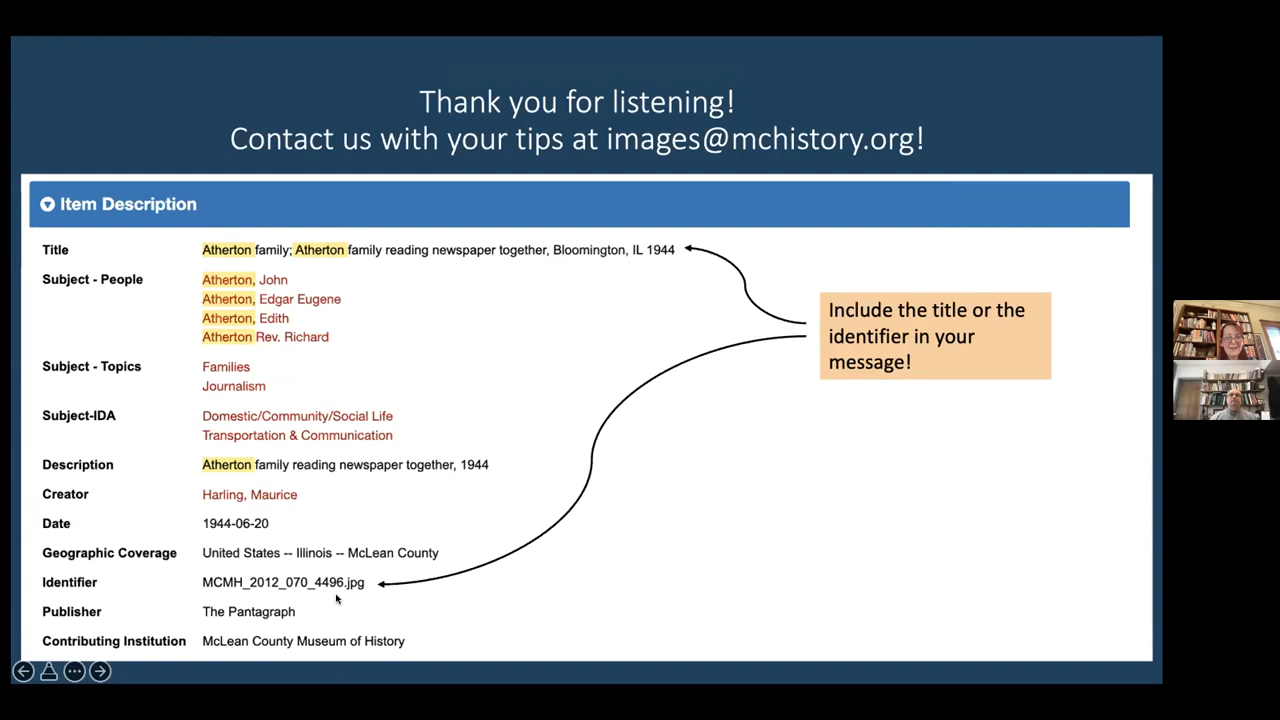 Thank you for listening!
Contact us with your tips at images@mchistory.org!
Item Description
Title Atherton family; Atherton family reading newspaper together, Bloomington, IL 1944
Subject - People Atherton, John
Atherton, Edgar Eugene
Atherton, Edith
Atherton Rev. Richard
Subject - Topics Families
Journalism
Subject-IDA Domestic/Community/Social Life
Transportation & Communication
Description Atherton family reading newspaper together, 1944
Creator Harling, Maurice
Date 1944-06-20
Geographic Coverage United States -- Illinois -- McLean County
Identifier MCMH_2012_070_4496.jpg
Publisher The Pantagraph
Contributing Institution McLean County Museum of History
Include the title or the
identifier in your
message!